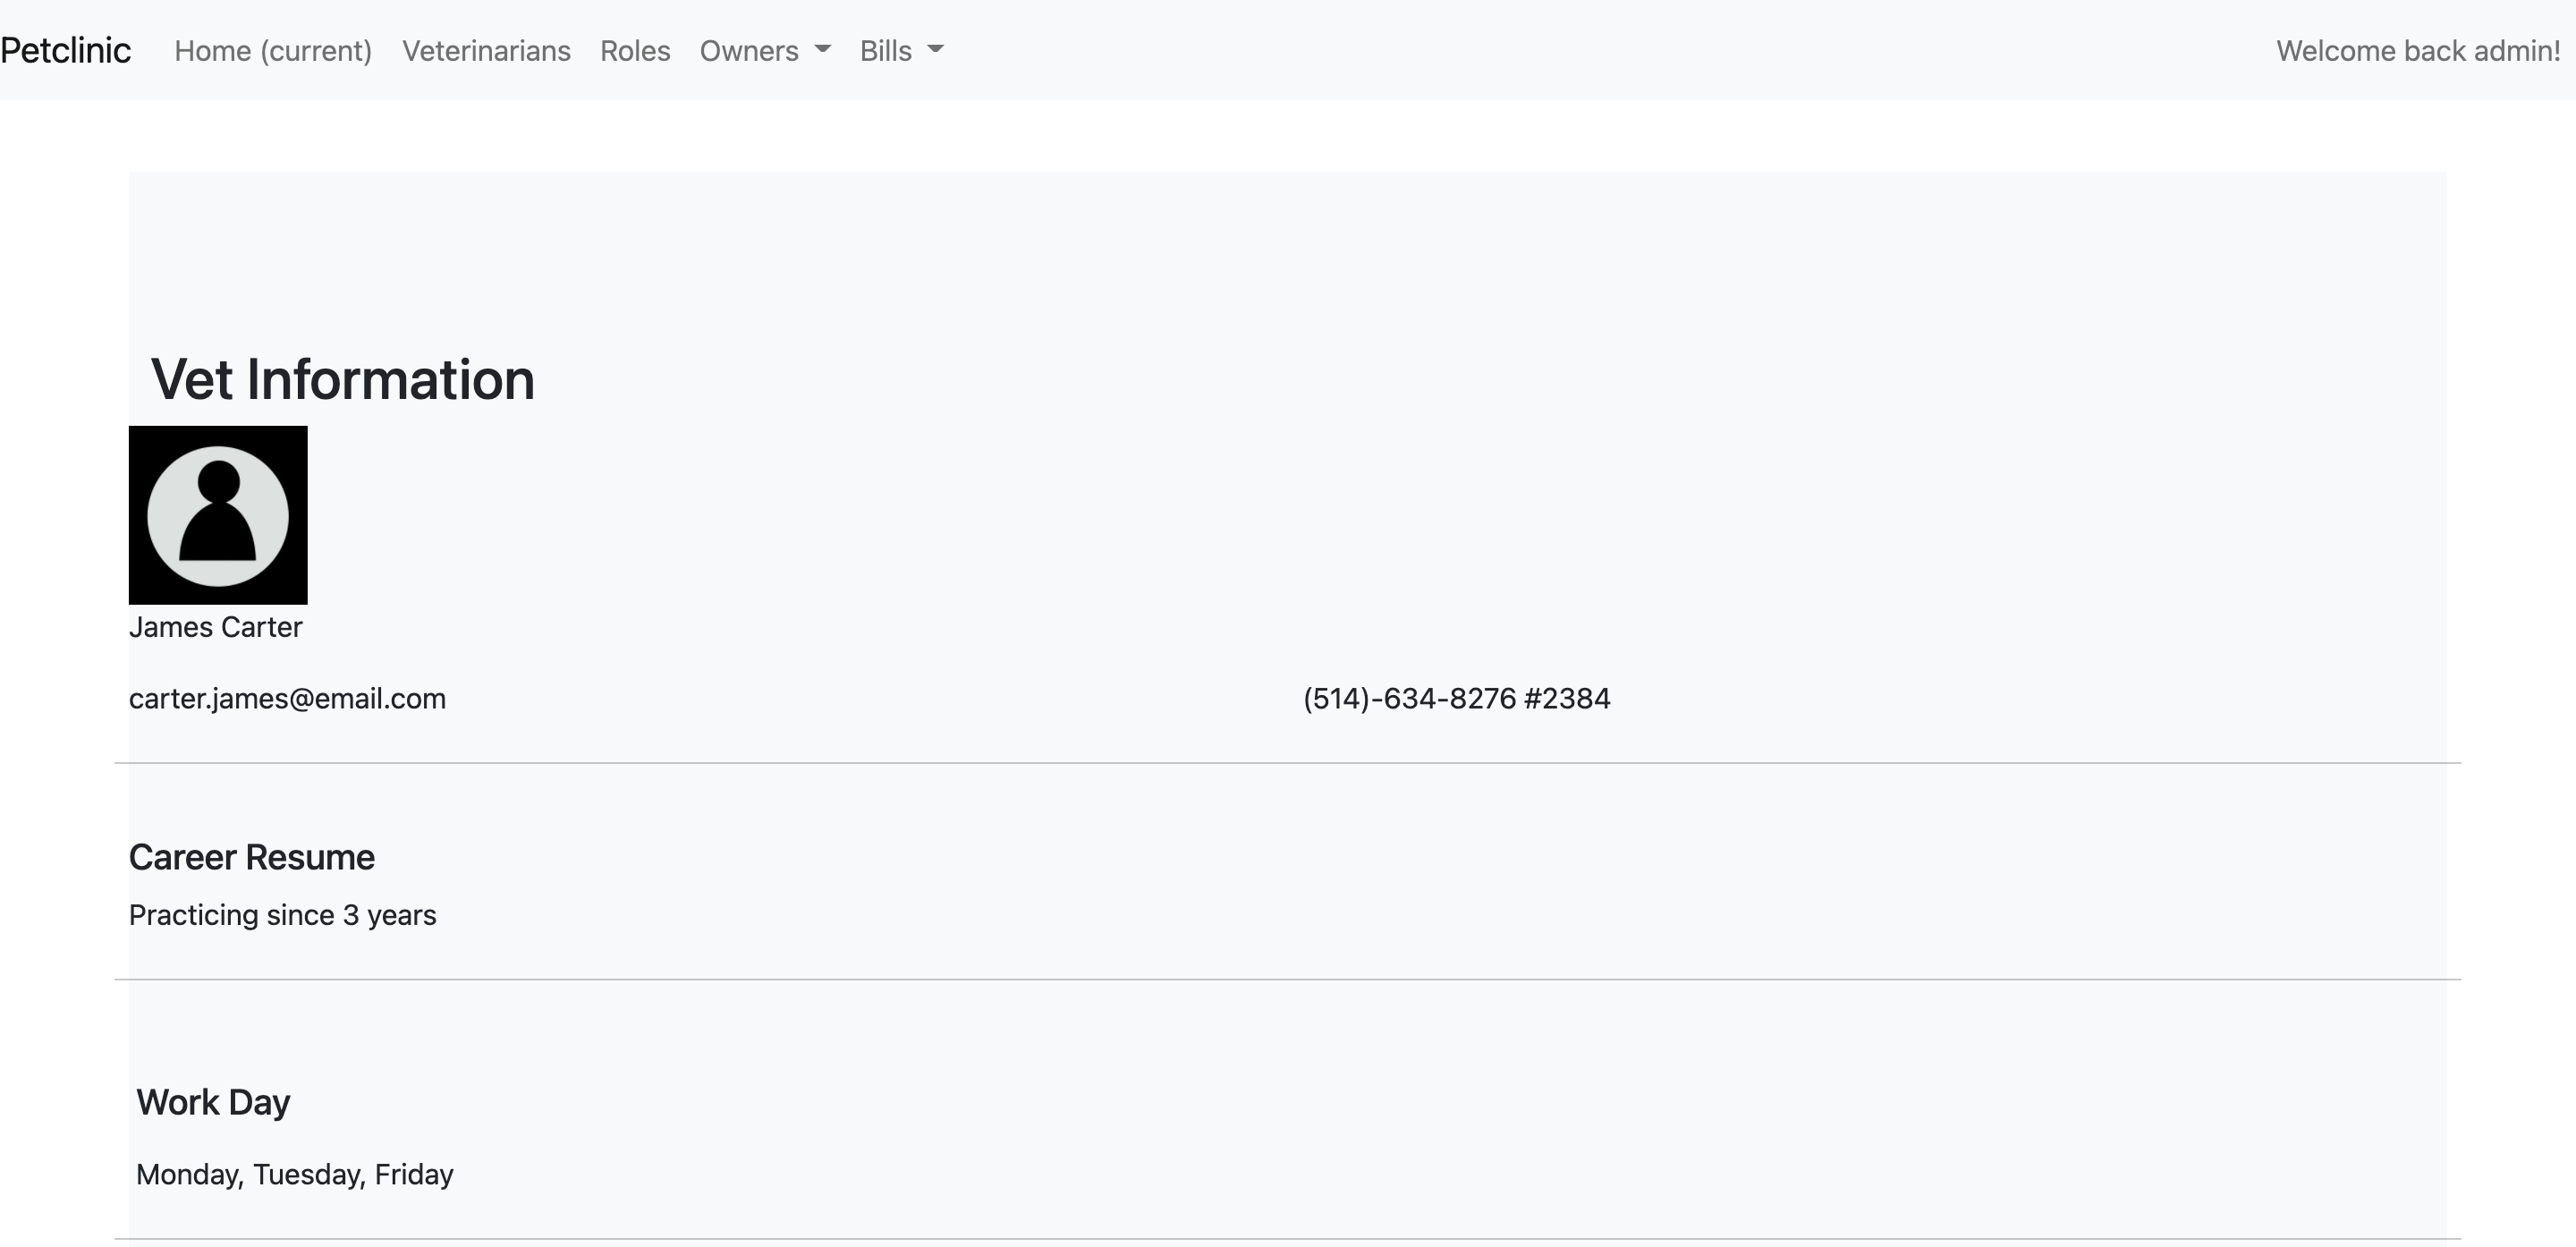 Petclinic Home (current) Veterinarians Roles Owners Bills Welcome back admin!
Vet Information
James Carter
carter.james@email.com (514)-634-8276 #2384
Career Resume
Practicing since 3 years
Work Day
Monday, Tuesday, Friday